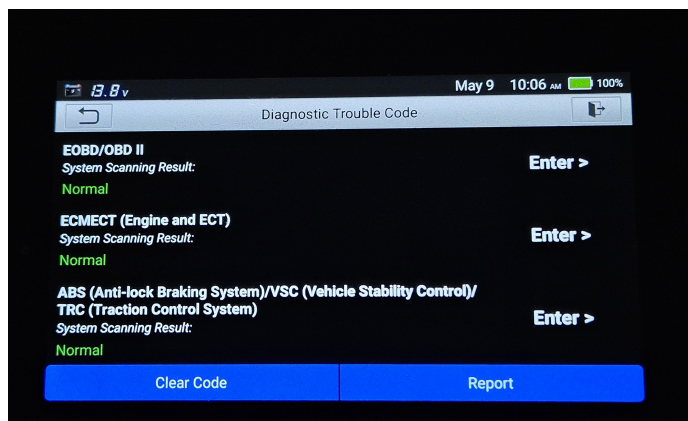 13.8 v
May 9 10:06 AM 100%
Diagnostic Trouble Code
EOBD/OBD II
System Scanning Result:
Enter >
Normal
ECMECT (Engine and ECT)
System Scanning Result:
Enter >
Normal
ABS (Anti-lock Braking System)/VSC (Vehicle Stability Control)/
TRC (Traction Control System)
System Scanning Result:
Enter >
Normal
Clear Code
Report